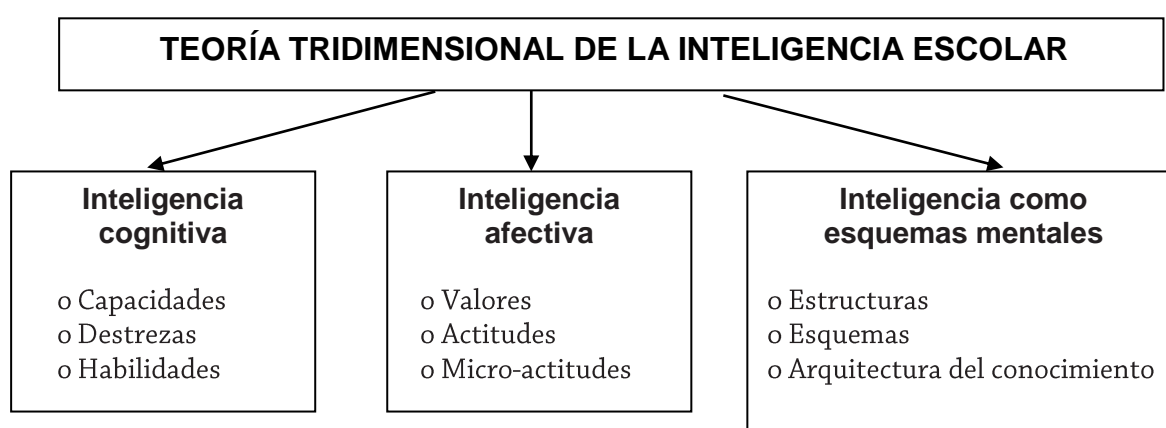 TEORÍA TRIDIMENSIONAL DE LA INTELIGENCIA ESCOLAR
Inteligencia
cognitiva
o Capacidades
o Destrezas
o Habilidades
Inteligencia
afectiva
o Valores
o Actitudes
o Micro-actitudes
Inteligencia como
esquemas mentales
o Estructuras
o Esquemas
o Arquitectura del conocimiento